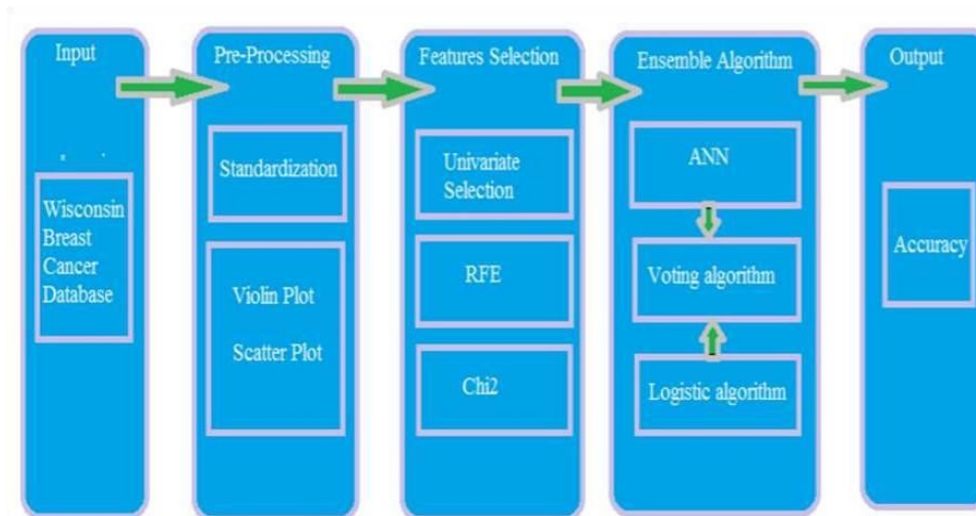 Input
Wisconsin
Breast
Cancer
Database
Pre-Processing
Standardization
Violin Plot
Scatter Plot
Features Selection
Univariate
Selection
RFE
Chi2
Ensemble Algorithm
ANN
Voting algorithm
Logistic algorithm
Output
Accuracy